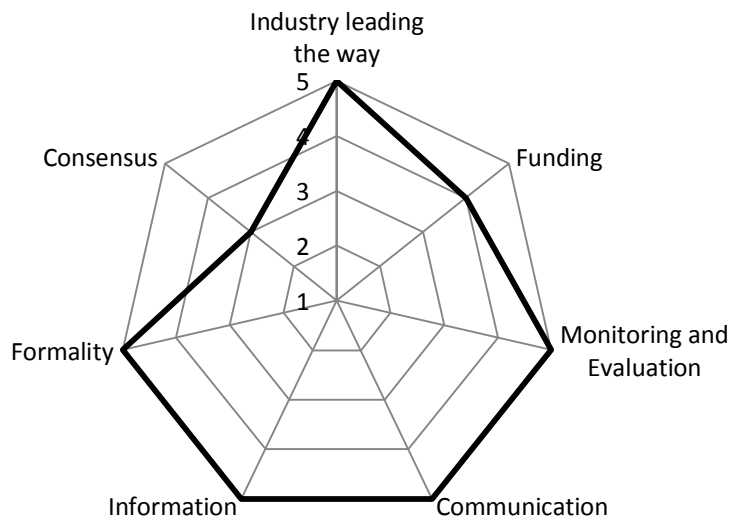 Industry leading
the way
5
4
3
2
1
Consensus
Funding
Formality
Monitoring and
Evaluation
Information
Communication